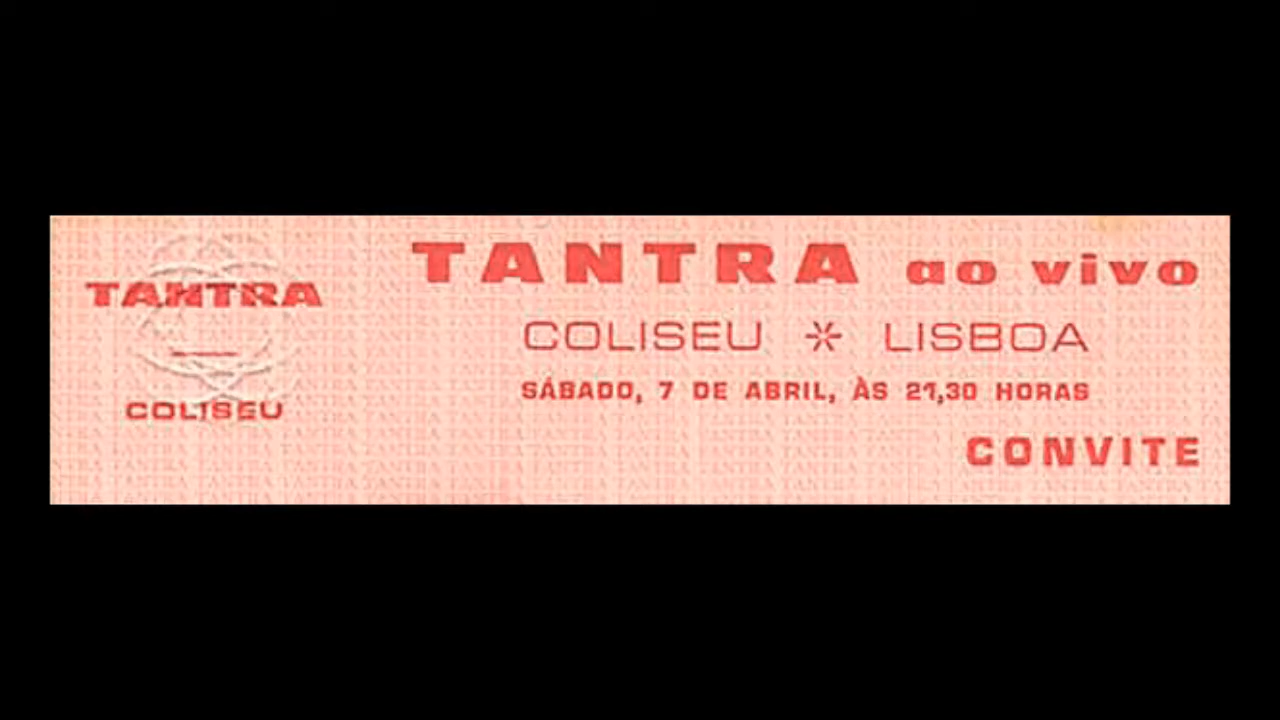 TANTRA
COLISEU
TANTRA ao vivo
COLISEU * LISBOA
SÁBADO, 7 DE ABRIL, ÀS 21,30 HORAS
CONVITE